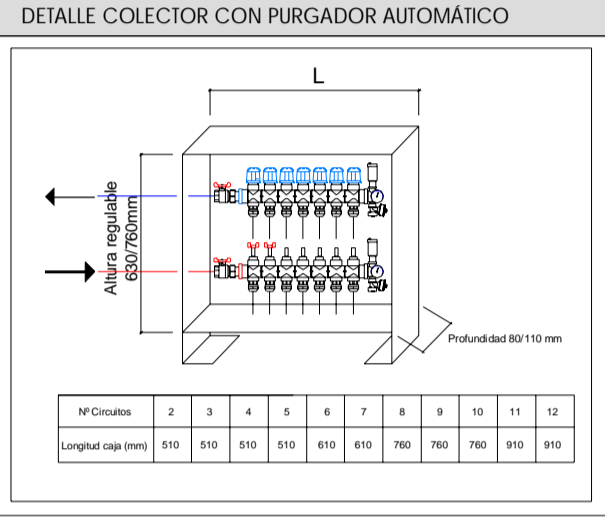 DETALLE COLECTOR CON PURGADOR AUTOMÁTICO
L
Altura regulable
630/760mm
Profundidad 80/110 mm
Nº Circuitos 2 3 4 5 6 7 8 9 10 11 12
Longitud caja (mm) 510 510 510 510 610 610 760 760 760 910 910